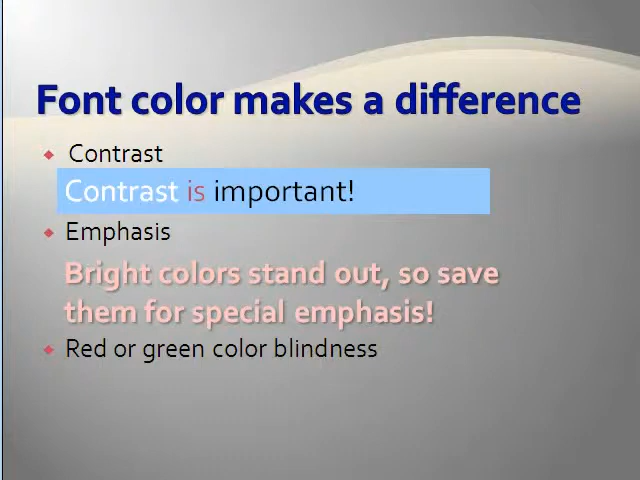 Font color makes a difference
Contrast
Contrast is important!
Emphasis
Bright colors stand out, so save
them for special emphasis!
Red or green color blindness